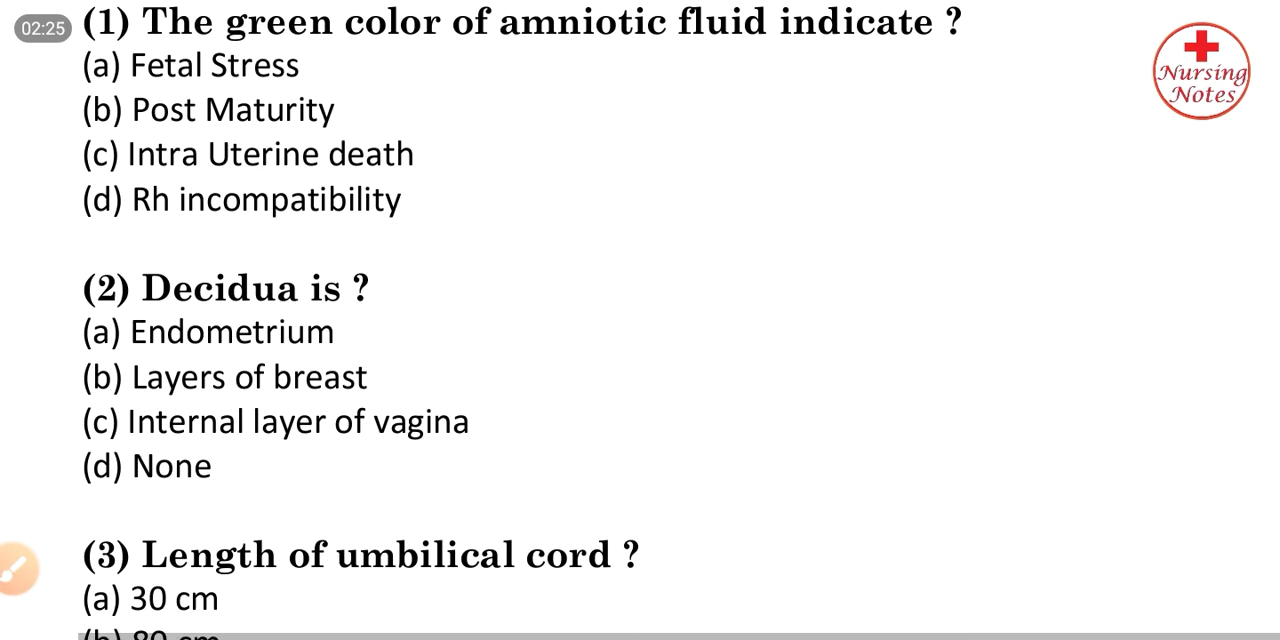 02:25
(1) The green color of amniotic fluid indicate ?
(a) Fetal Stress
(b) Post Maturity
(c) Intra Uterine death
(d) Rh incompatibility
Nursing
Notes
(2) Decidua is ?
(a) Endometrium
(b) Layers of breast
(c) Internal layer of vagina
(d) None
(3) Length of umbilical cord ?
(a) 30 cm